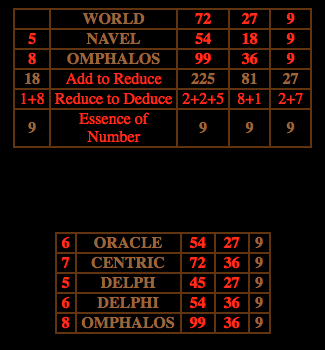 WORLD 72 27 9
5 NAVEL 54 18 9
8 OMPHALOS 99 36 9
18 Add to Reduce 225 81 27
1+8 Reduce to Deduce 2+2+5 8+1 2+7
9 Essence of Number 9 9 9
6 ORACLE 54 27 9
7 CENTRIC 72 36 9
5 DELPH 45 27 9
6 DELPHI 54 36 9
8 OMPHALOS 99 36 9